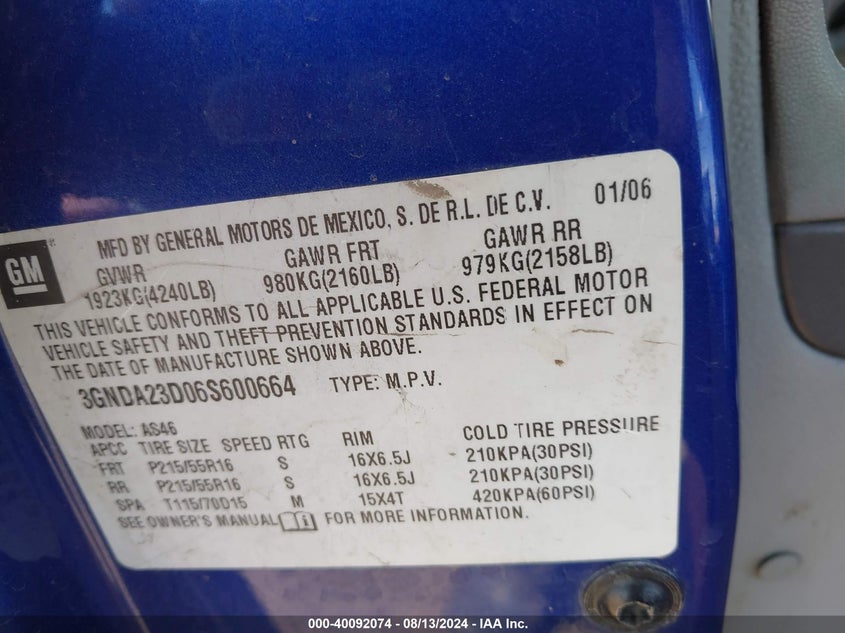 GM®
MFD BY GENERAL MOTORS DE MEXICO, S. DE R.L. DE C.V. 01/06
GVWR GAWR FRT GAWR RR
1923KG(4240LB) 980KG(2160LB) 979KG(2158LB)
THIS VEHICLE CONFORMS TO ALL APPLICABLE U.S. FEDERAL MOTOR
VEHICLE SAFETY AND THEFT PREVENTION STANDARDS IN EFFECT ON
THE DATE OF MANUFACTURE SHOWN ABOVE.
3GNDA23D06S600664 TYPE: M.P.V.
MODEL: AS46
APCC TIRE SIZE SPEED RTG RIM COLD TIRE PRESSURE
FRT P215/55R16 S 16X6.5J 210KPA(30PSI)
RR P215/55R16 S 16X6.5J 210KPA(30PSI)
SPA T115/70D15 M 15X4T 420KPA(60PSI)
SEE OWNER'S MANUAL FOR MORE INFORMATION.
000-40092074 - 08/13/2024 - IAA Inc.